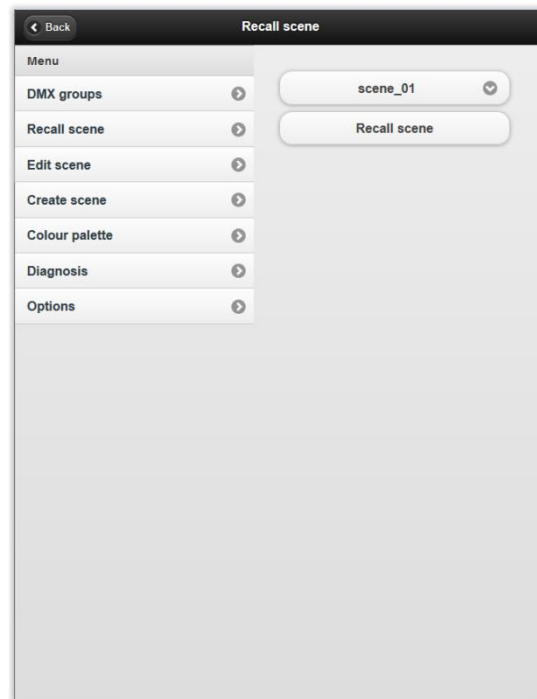 Back
Recall scene
Menu
DMX groups
Recall scene
Edit scene
Create scene
Colour palette
Diagnosis
Options
scene_01
Recall scene